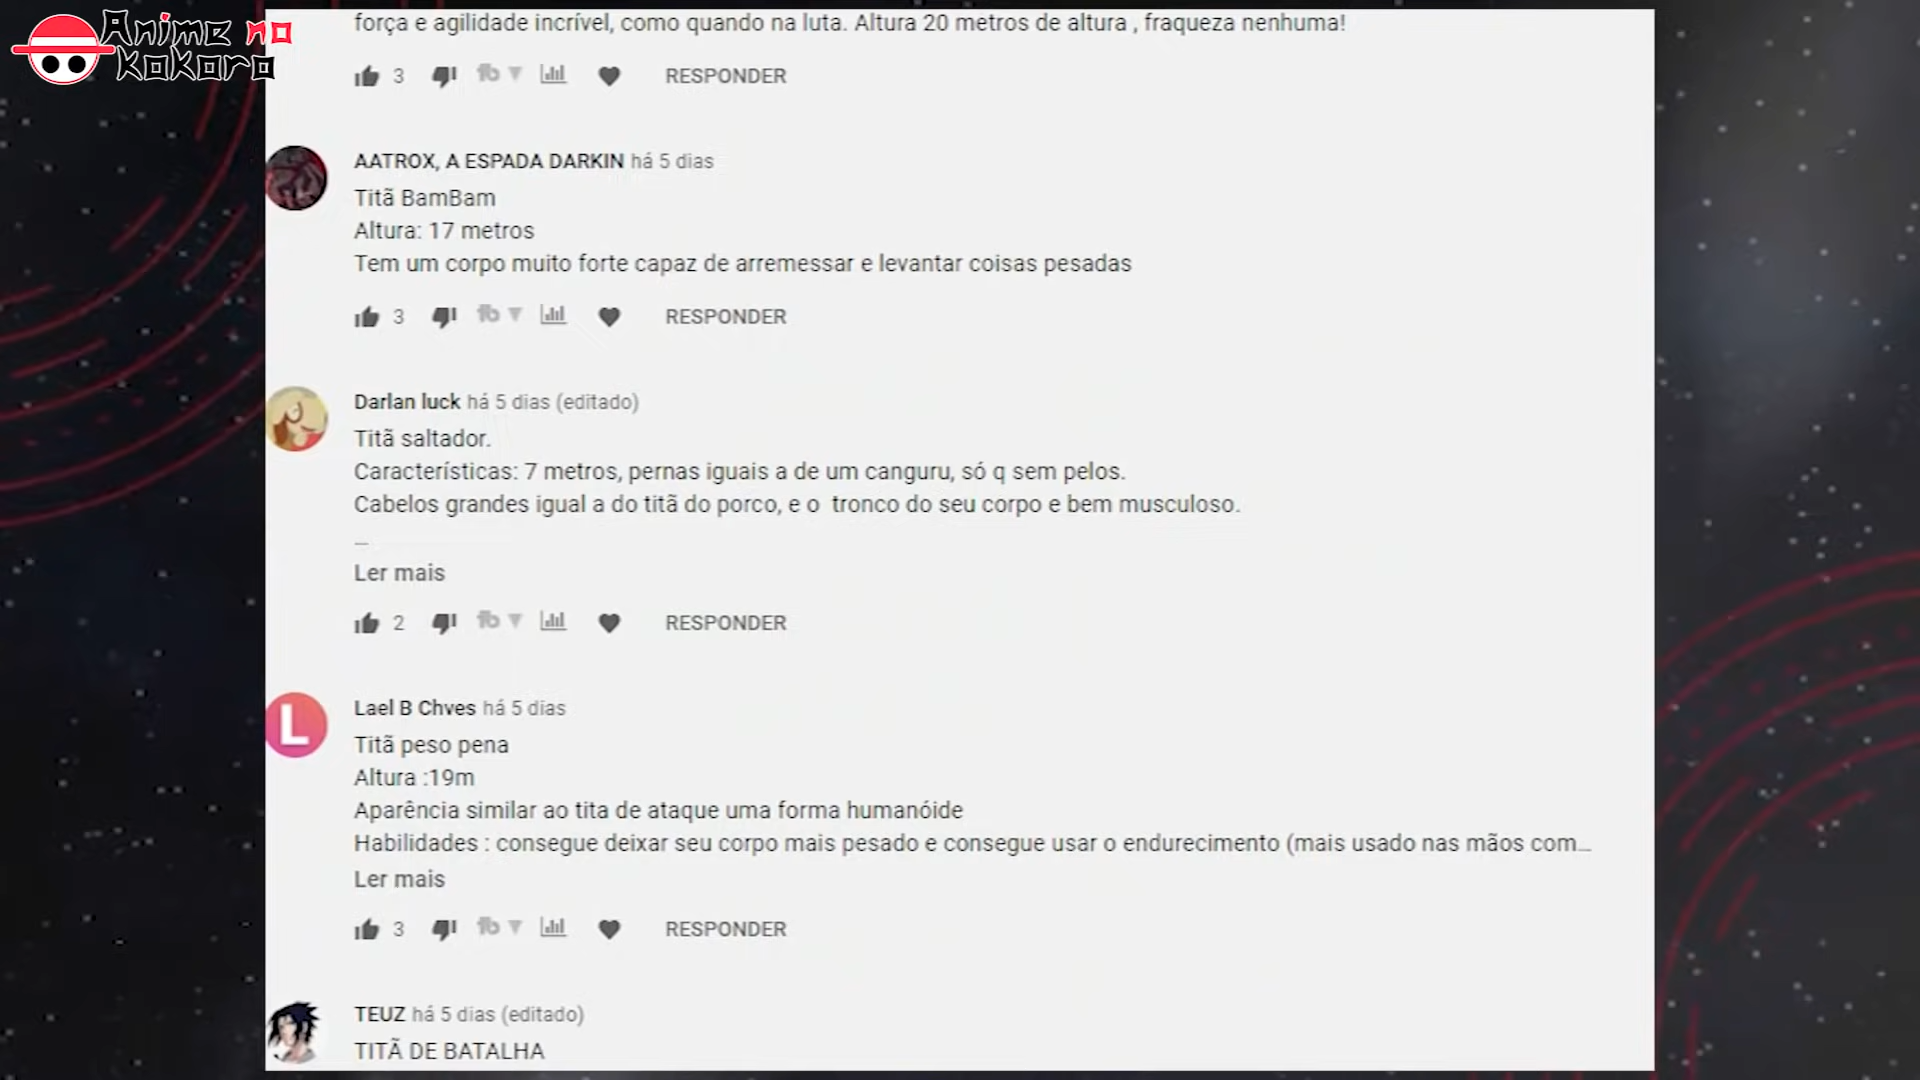 Anime no
kokoro
força e agilidade incrível, como quando na luta. Altura 20 metros de altura , fraqueza nenhuma!
3 RESPONDER
AATROX, A ESPADA DARKIN há 5 dias
Titã BamBam
Altura: 17 metros
Tem um corpo muito forte capaz de arremessar e levantar coisas pesadas
3 RESPONDER
Darlan luck há 5 dias (editado)
Titã saltador.
Características: 7 metros, pernas iguais a de um canguru, só q sem pelos.
Cabelos grandes igual a do titã do porco, e o tronco do seu corpo e bem musculoso.
...
Ler mais
2 RESPONDER
L
Lael B Chves há 5 dias
Titã peso pena
Altura :19m
Aparência similar ao tita de ataque uma forma humanóide
Habilidades : consegue deixar seu corpo mais pesado e consegue usar o endurecimento (mais usado nas mãos com...
Ler mais
3 RESPONDER
TEUZ há 5 dias (editado)
TITÃ DE BATALHA